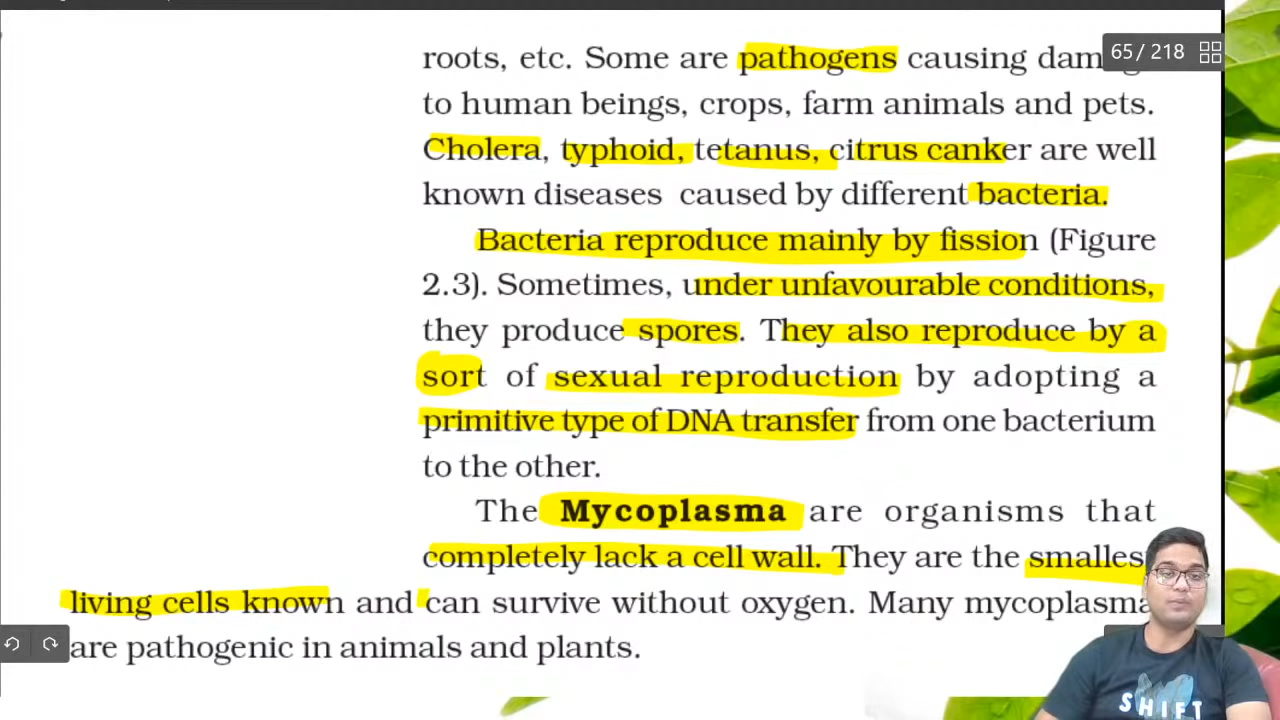 roots, etc. Some are pathogens causing
65 / 218
to human beings, crops, farm animals and pets.
Cholera, typhoid, tetanus, citrus canker are well
known diseases caused by different bacteria.
Bacteria reproduce mainly by fission (Figure
2.3). Sometimes, under unfavourable conditions,
they produce spores. They also reproduce by a
sort of sexual reproduction by adopting a
primitive type of DNA transfer from one bacterium
to the other.
The Mycoplasma are organisms that
completely lack a cell wall. They are the
living cells known and can survive without oxygen. Many mycoplasma
are pathogenic in animals and plants.
SHIFT